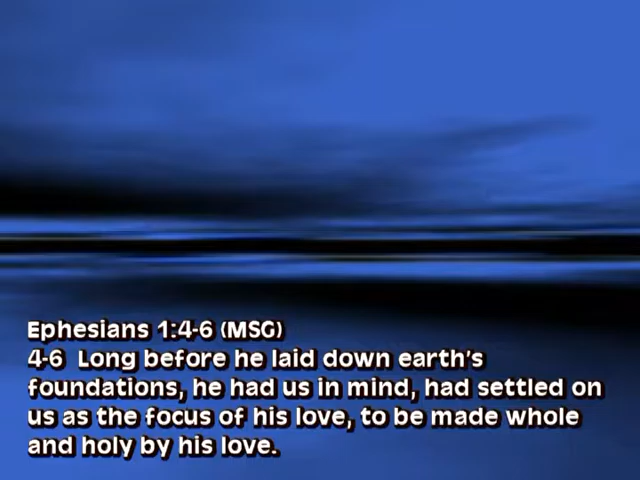 Ephesians 1:4-6 (MSG)
4-6  Long before he laid down earth's
foundations, he had us in mind, had settled on
us as the focus of his love, to be made whole
and holy by his love.